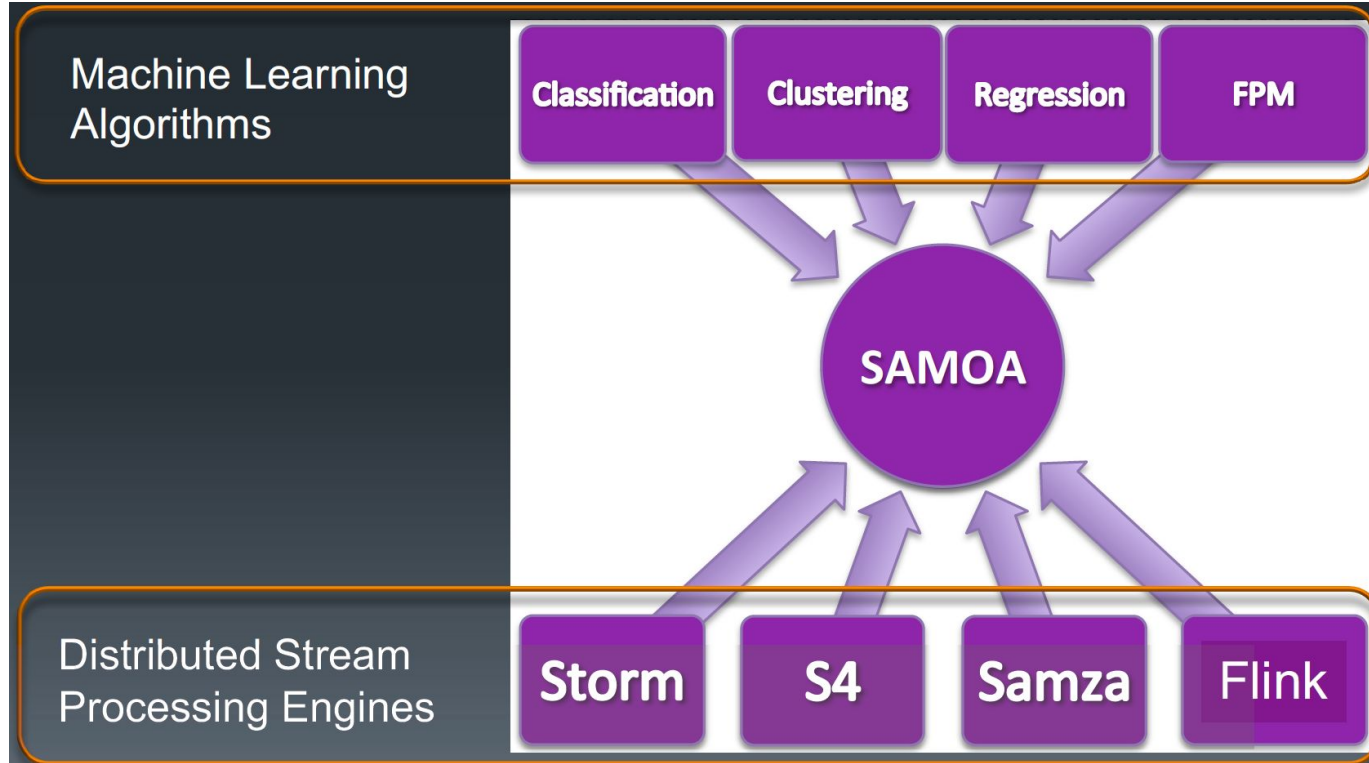 Machine Learning
Algorithms
Classification
Clustering
Regression
FPM
SAMOA
Distributed Stream
Processing Engines
Storm
S4
Samza
Flink